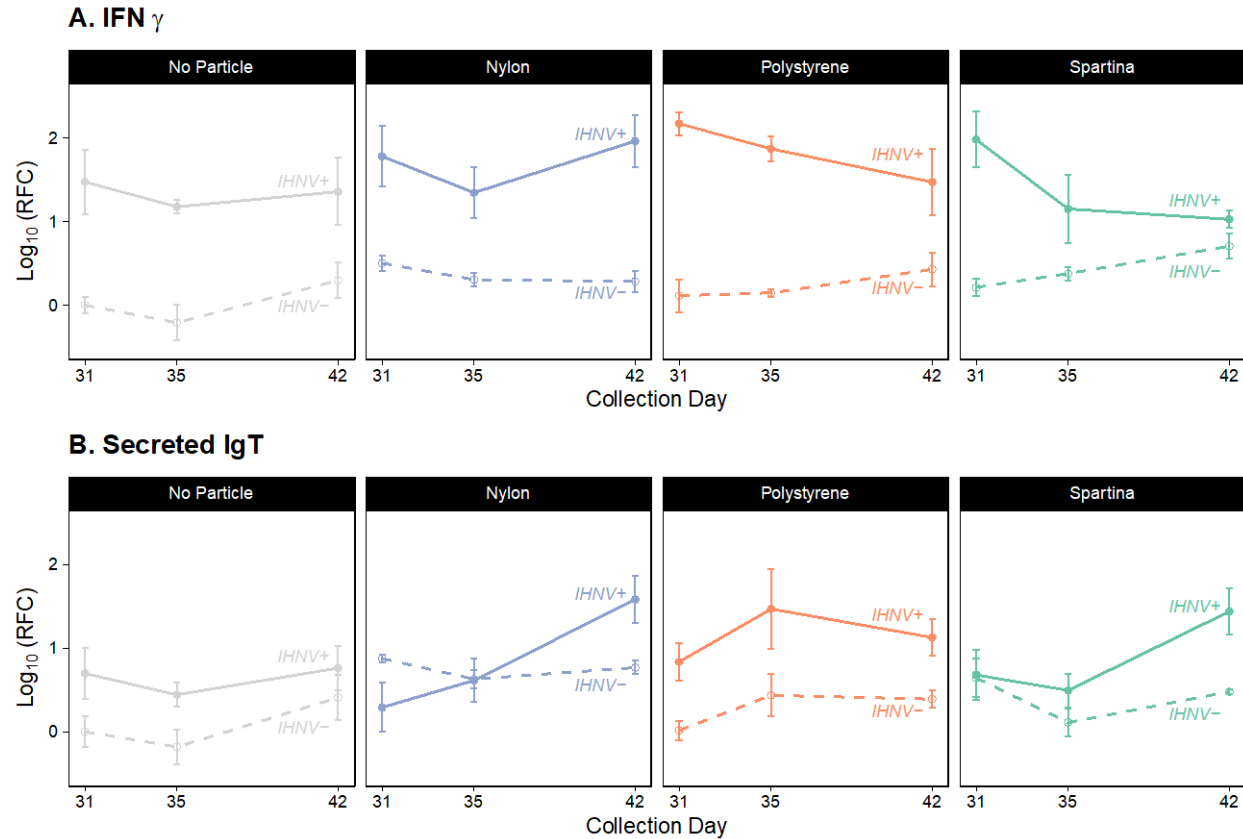 A. IFN γ
No Particle Nylon Polystyrene Spartina
Log₁₀ (RFC)
2
1
0
IHNV+
IHNV−
IHNV+
IHNV−
IHNV+
IHNV−
IHNV+
IHNV−
31 35 42 31 35 42 31 35 42 31 35 42
Collection Day
B. Secreted IgT
No Particle Nylon Polystyrene Spartina
Log₁₀ (RFC)
2
1
0
IHNV+
IHNV−
IHNV+
IHNV−
IHNV+
IHNV−
IHNV+
IHNV−
31 35 42 31 35 42 31 35 42 31 35 42
Collection Day